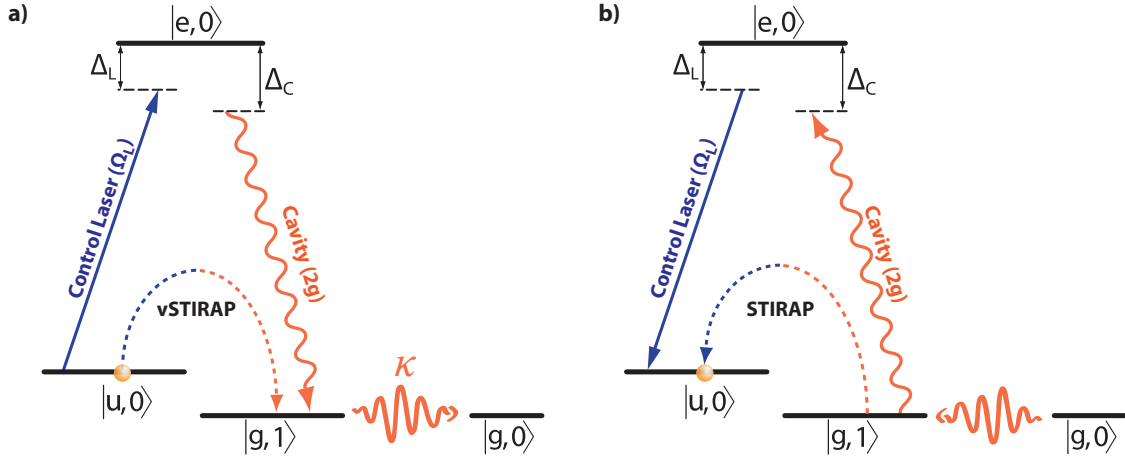 a)
|e,0⟩
Δ_L
Δ_C
Control Laser (Ω_L)
Cavity (2g)
vSTIRAP
|u,0⟩
κ
|g,1⟩
|g,0⟩
b)
|e,0⟩
Δ_L
Δ_C
Control Laser (Ω_L)
Cavity (2g)
STIRAP
|u,0⟩
|g,1⟩
|g,0⟩